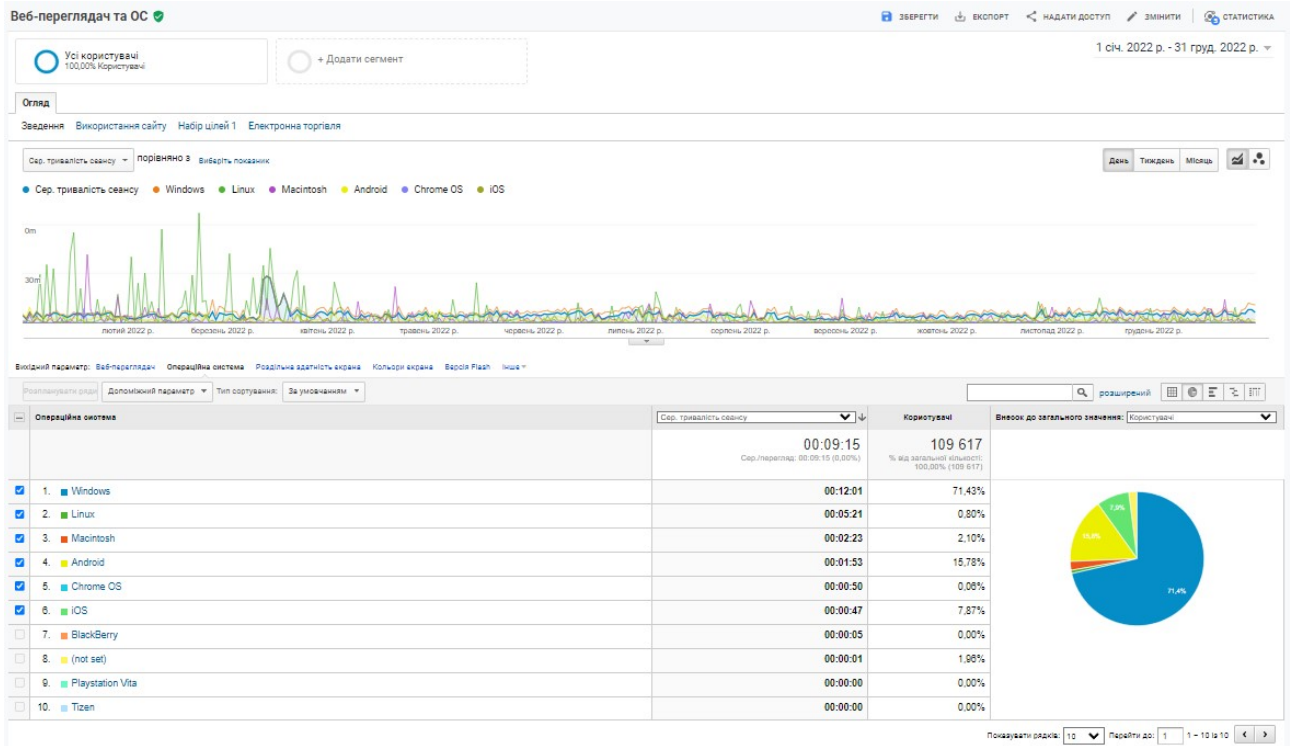 Веб-переглядач та ОС
ЗБЕРЕГТИ ЕКСПОРТ НАДАТИ ДОСТУП ЗМІНИТИ СТАТИСТИКА
Усі користувачі
100,00% Користувачі
+ Додати сегмент
1 січ. 2022 р. - 31 груд. 2022 р.
Огляд
Зведення Використання сайту Набір цілей 1 Електронна торгівля
Сер. тривалість сеансу порівняно з Виберіть показник
День Тиждень Місяць
Сер. тривалість сеансу Windows Linux Macintosh Android Chrome OS iOS
0m
30m
лютий 2022 р. березень 2022 р. квітень 2022 р. травень 2022 р. червень 2022 р. липень 2022 р. серпень 2022 р. вересень 2022 р. жовтень 2022 р. листопад 2022 р. грудень 2022 р.
Вихідний параметр: Веб-переглядач Операційна система Роздільна здатність екрана Кольори екрана Версія Flash Інше
Розпланувати ряди Допоміжний параметр Тип сортування: За умовчанням
розширений
Операційна система Сер. тривалість сеансу Користувачі Внесок до загального значення: Користувачі
00:09:15 109 617
Сер./перегляд: 00:09:15 (0,00%) % від загальної кількості:
100,00% (109 617)
1. Windows 00:12:01 71,43%
2. Linux 00:05:21 0,80%
3. Macintosh 00:02:23 2,10%
4. Android 00:01:53 15,78%
5. Chrome OS 00:00:50 0,06%
6. iOS 00:00:47 7,87%
7. BlackBerry 00:00:05 0,00%
8. (not set) 00:00:01 1,96%
9. Playstation Vita 00:00:00 0,00%
10. Tizen 00:00:00 0,00%
7,9%
15,8%
71,4%
Показувати рядків: 10 Перейти до: 1 1 – 10 із 10